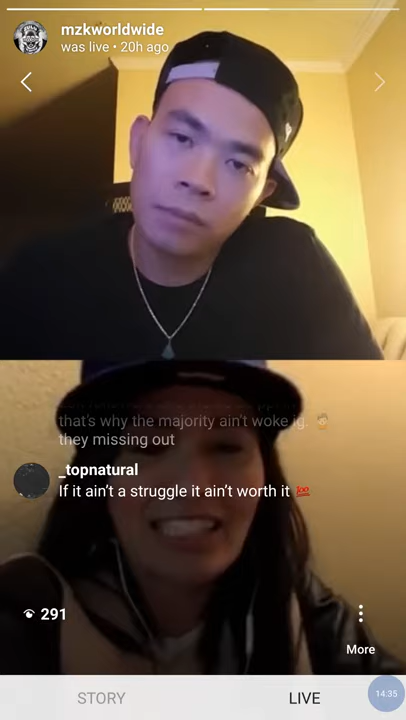 mzkworldwide
was live • 20h ago
that's why the majority ain't woke ig. 🤷
they missing out
_topnatural
If it ain't a struggle it ain't worth it 💯
291
More
STORY
LIVE
14:35